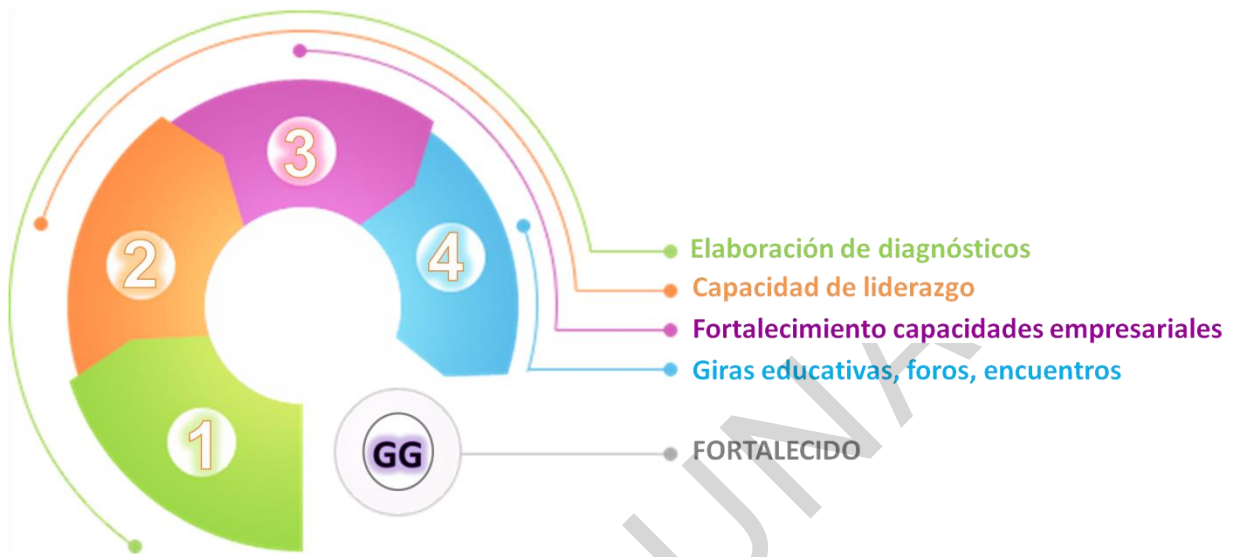 3
2
4
1
Elaboración de diagnósticos
Capacidad de liderazgo
Fortalecimiento capacidades empresariales
Giras educativas, foros, encuentros
GG
FORTALECIDO
UNA